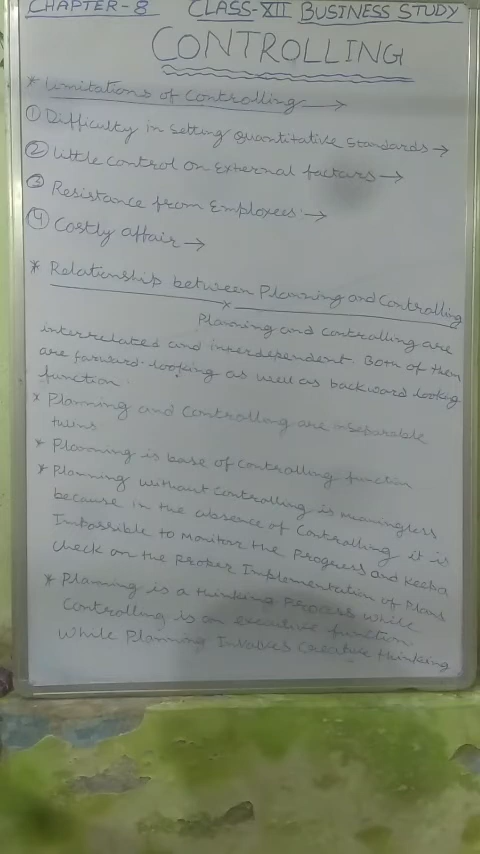 CHAPTER-8 CLASS-XII BUSINESS STUDY
CONTROLLING
* Limitations of Controlling →
① Difficulty in setting quantitative standards →
② Little control on External factors →
③ Resistance from Employees: →
④ Costly affair →
* Relationship between Planning and Controlling
Planning and controlling are
interrelated and interdependent. Both of them
are forward-looking as well as backward looking
function.
* Planning and Controlling are inseparable
twins
* Planning is base of Controlling function
* Planning without Controlling is meaningless
because in the absence of Controlling it is
Impossible to monitor the Progress and keep a
check on the Proper Implementation of Plans
* Planning is a thinking Process while
Controlling is an executive function.
While Planning Involves Creative thinking